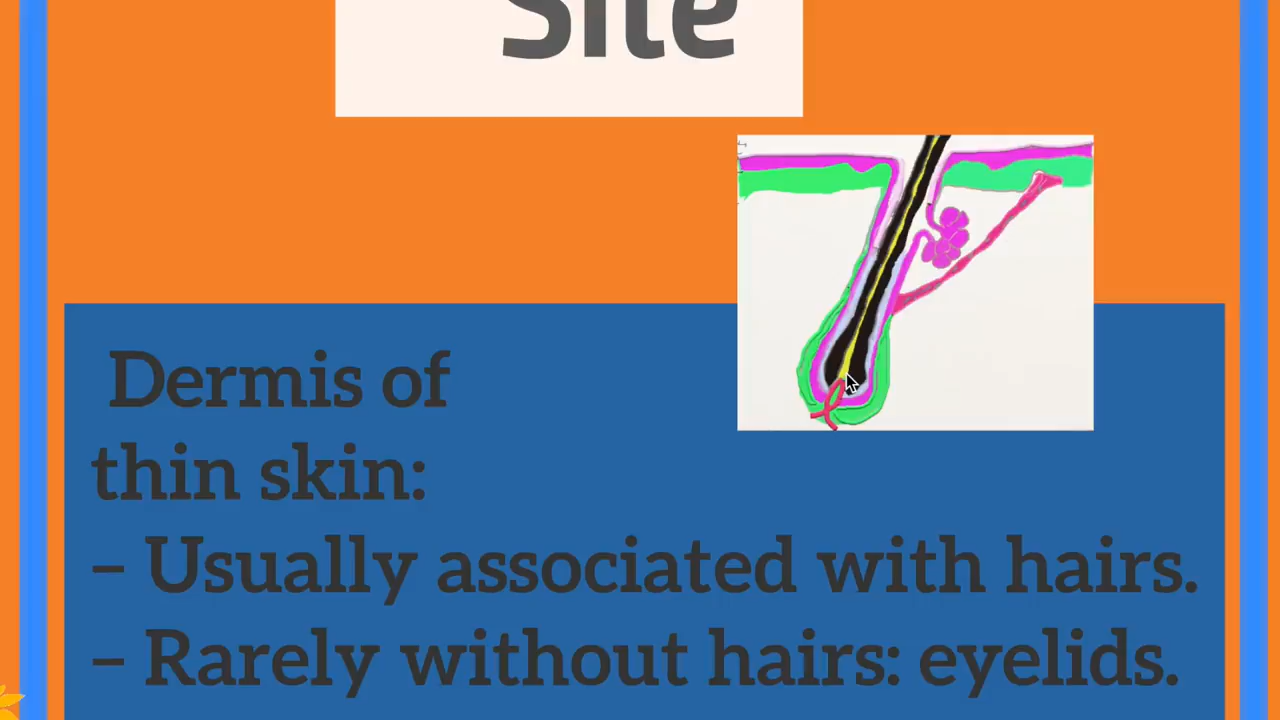 Site
Dermis of
thin skin:
– Usually associated with hairs.
– Rarely without hairs: eyelids.